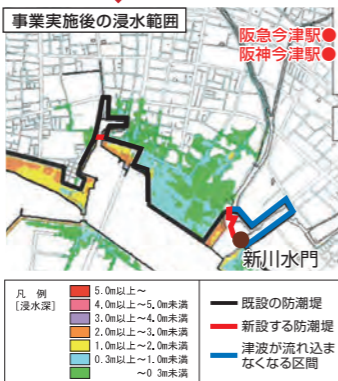 事業実施後の浸水範囲
阪急今津駅●
阪神今津駅●
新川水門
凡 例
[浸水深]
5.0m以上~
4.0m以上~5.0m未満
3.0m以上~4.0m未満
2.0m以上~3.0m未満
1.0m以上~2.0m未満
0.3m以上~1.0m未満
~0.3m未満
既設の防潮堤
新設する防潮堤
津波が流れ込ま
なくなる区間